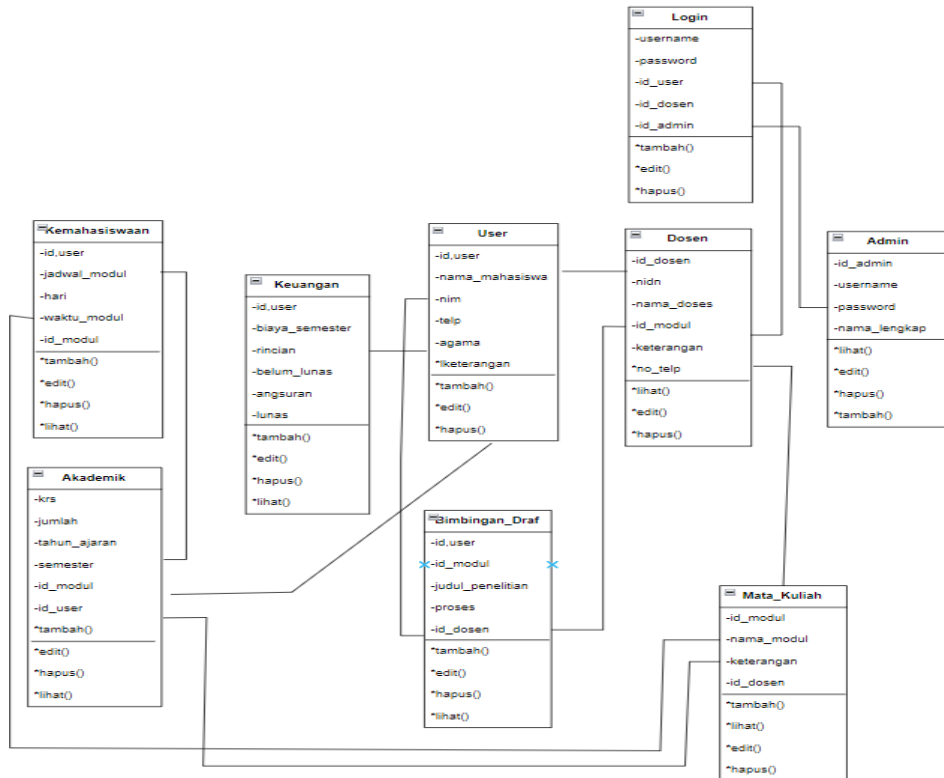 Login
-username
-password
-id_user
-id_dosen
-id_admin
*tambah()
*edit()
*hapus()
Kemahasiswaan
-id,user
-jadwal_modul
-hari
-waktu_modul
-id_modul
*tambah()
*edit()
*hapus()
*lihat()
Keuangan
-id,user
-biaya_semester
-rincian
-belum_lunas
-angsuran
-lunas
*tambah()
*edit()
*hapus()
*lihat()
User
-id,user
-nama_mahasiswa
-nim
-telp
-agama
*lketerangan
*tambah()
*edit()
*hapus()
Dosen
-id_dosen
-nidn
-nama_doses
-id_modul
-keterangan
*no_telp
*lihat()
*edit()
*hapus()
Admin
-id_admin
-username
-password
-nama_lengkap
*lihat()
*edit()
*hapus()
*tambah()
Akademik
-krs
-jumlah
-tahun_ajaran
-semester
-id_modul
-id_user
*tambah()
*edit()
*hapus()
*lihat()
Bimbingan_Draf
-id,user
-id_modul
-judul_penelitian
-proses
-id_dosen
*tambah()
*edit()
*hapus()
*lihat()
Mata_Kuliah
-id_modul
-nama_modul
-keterangan
-id_dosen
*tambah()
*lihat()
*edit()
*hapus()